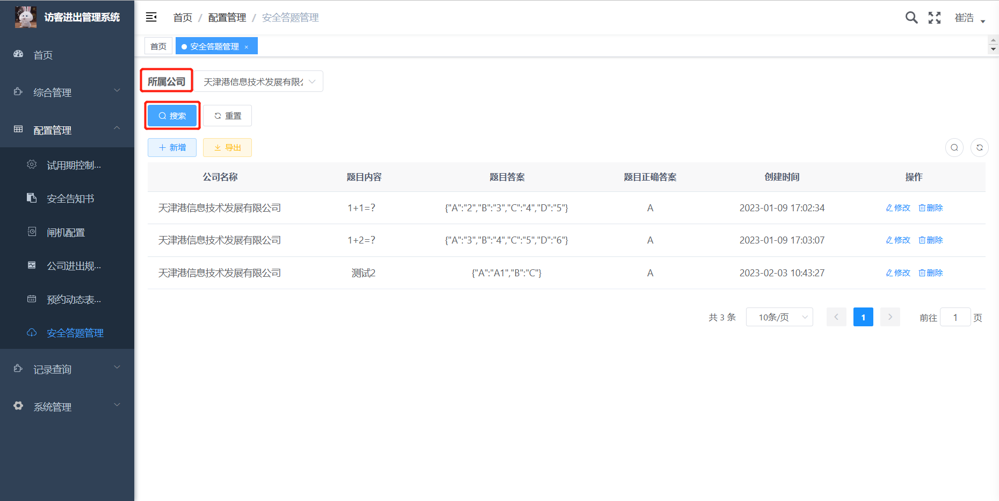 访客进出管理系统
首页 / 配置管理 / 安全答题管理
崔浩
首页
安全答题管理 ×
首页
综合管理
配置管理
试用期控制...
安全告知书
闸机配置
公司进出规...
预约动态表...
安全答题管理
记录查询
系统管理
所属公司
天津港信息技术发展有限公
搜索
重置
新增
导出
公司名称 题目内容 题目答案 题目正确答案 创建时间 操作
天津港信息技术发展有限公司 1+1=? {"A":"2","B":"3","C":"4","D":"5"} A 2023-01-09 17:02:34 修改 删除
天津港信息技术发展有限公司 1+2=? {"A":"3","B":"4","C":"5","D":"6"} A 2023-01-09 17:03:07 修改 删除
天津港信息技术发展有限公司 测试2 {"A":"A1","B":"C"} A 2023-02-03 10:43:27 修改 删除
共 3 条 10条/页 1 前往 1 页